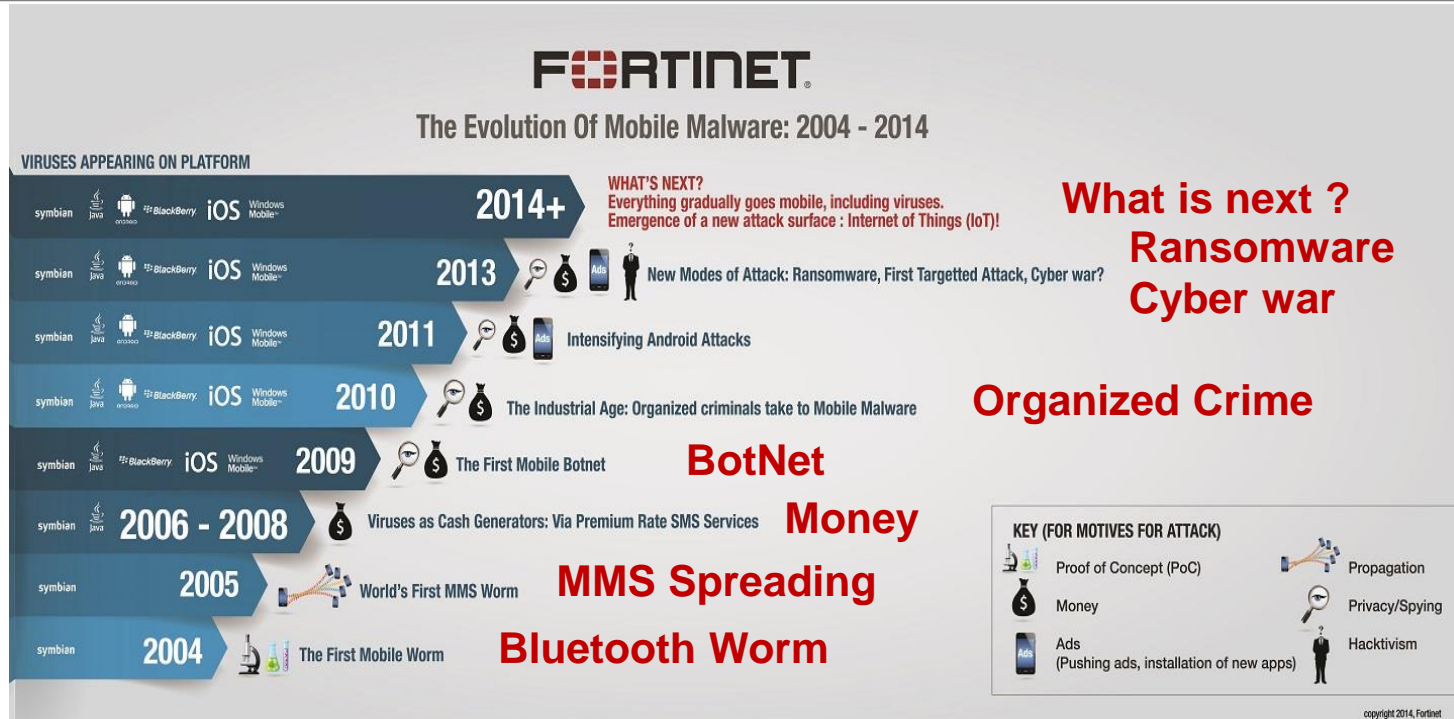 FORTINET
The Evolution Of Mobile Malware: 2004 - 2014
VIRUSES APPEARING ON PLATFORM
symbian Java ANDROID BlackBerry iOS Windows Mobile 2014+
WHAT'S NEXT?
Everything gradually goes mobile, including viruses.
Emergence of a new attack surface : Internet of Things (IoT)!
What is next ?
Ransomware
Cyber war
symbian Java ANDROID BlackBerry iOS Windows Mobile 2013 Ads ? New Modes of Attack: Ransomware, First Targetted Attack, Cyber war?
symbian Java ANDROID BlackBerry iOS Windows Mobile 2011 $ Ads Intensifying Android Attacks
symbian Java ANDROID BlackBerry iOS Windows Mobile 2010 $ The Industrial Age: Organized criminals take to Mobile Malware Organized Crime
symbian Java BlackBerry iOS Windows Mobile 2009 $ The First Mobile Botnet BotNet
symbian Java 2006 - 2008 $ Viruses as Cash Generators: Via Premium Rate SMS Services Money
symbian 2005 World's First MMS Worm MMS Spreading
symbian 2004 The First Mobile Worm Bluetooth Worm
KEY (FOR MOTIVES FOR ATTACK)
Proof of Concept (PoC)
$ Money
Ads Ads
(Pushing ads, installation of new apps)
Propagation
Privacy/Spying
? Hacktivism
copyright 2014, Fortinet